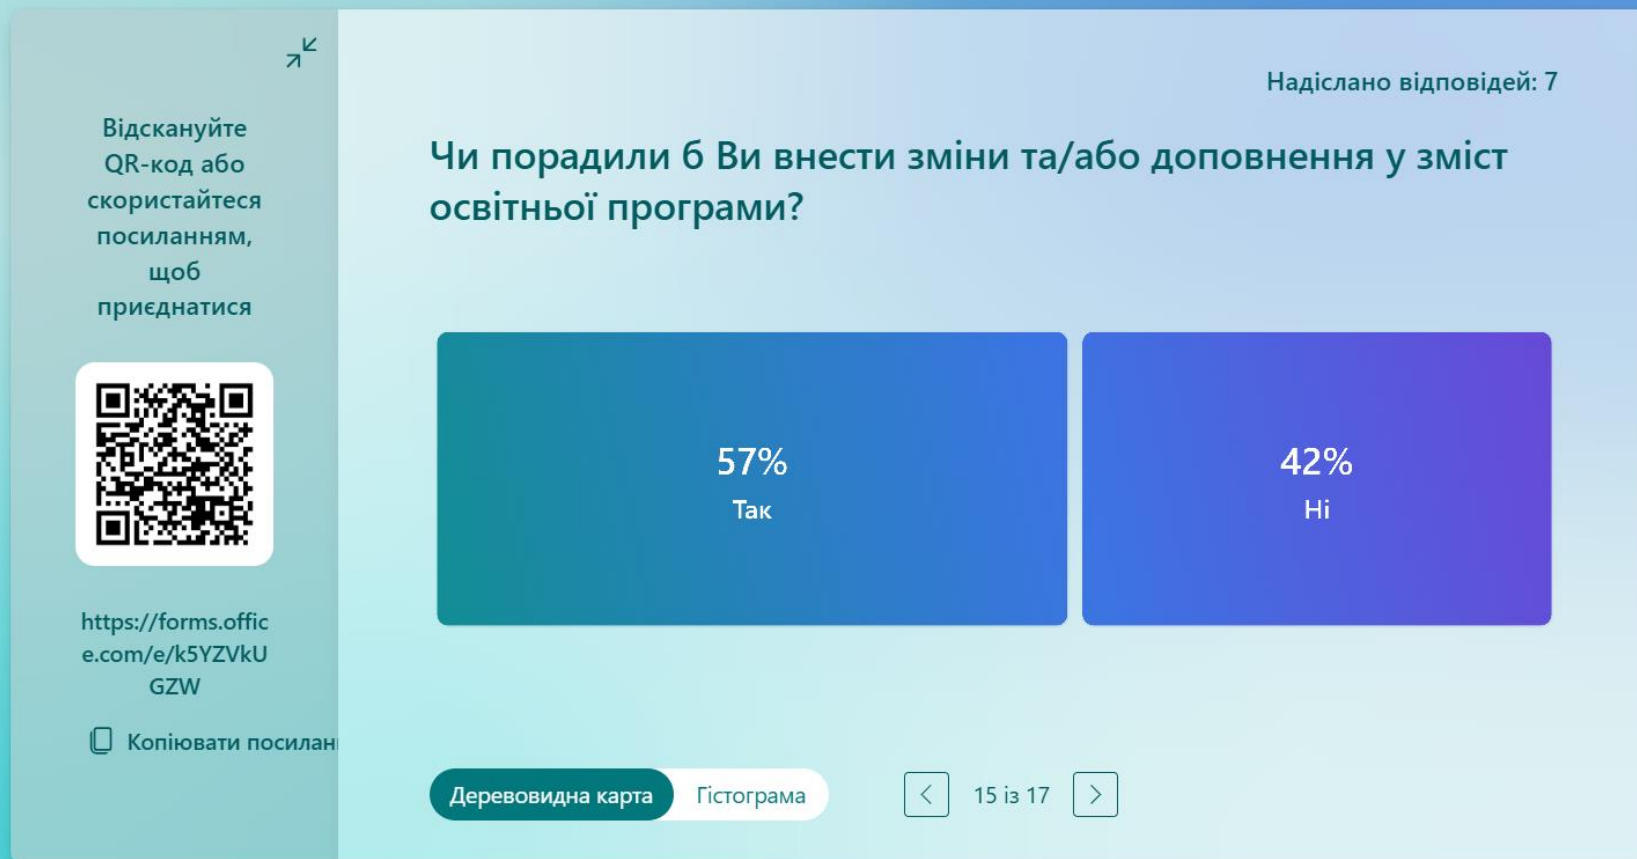 Відскануйте
QR-код або
скористайтеся
посиланням,
щоб
приєднатися
https://forms.offic
e.com/e/k5YZVkU
GZW
Копіювати посилан
Надіслано відповідей: 7
Чи порадили б Ви внести зміни та/або доповнення у зміст
освітньої програми?
57%
Так
42%
Ні
Деревовидна карта
Гістограма
15 із 17